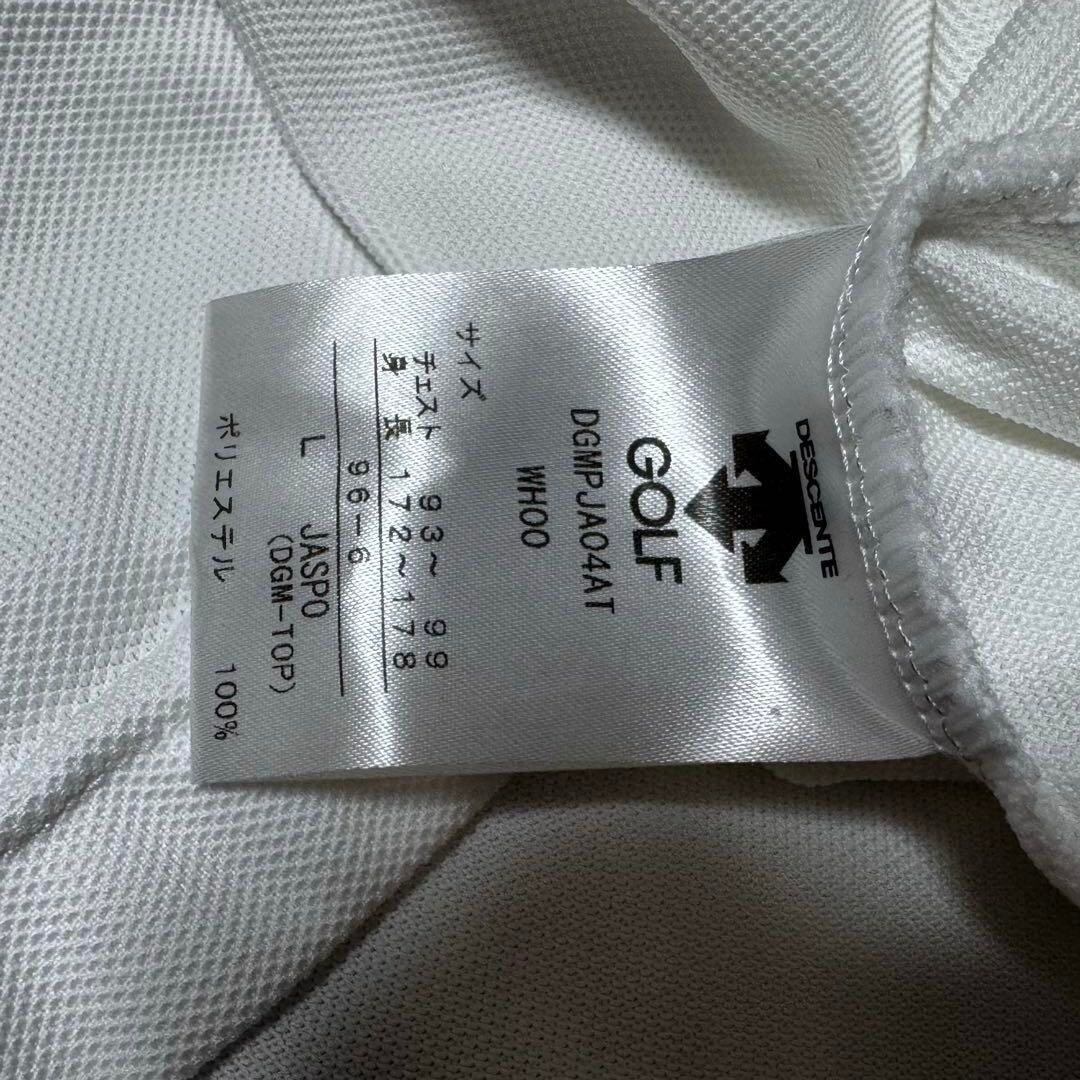 DESCENTE
GOLF
DGMPJA04AT
WH00
サイズ
チェスト 93~ 99
身 長 172~178
96-6
L JASPO
(DGM-TOP)
ポリエステル 100%